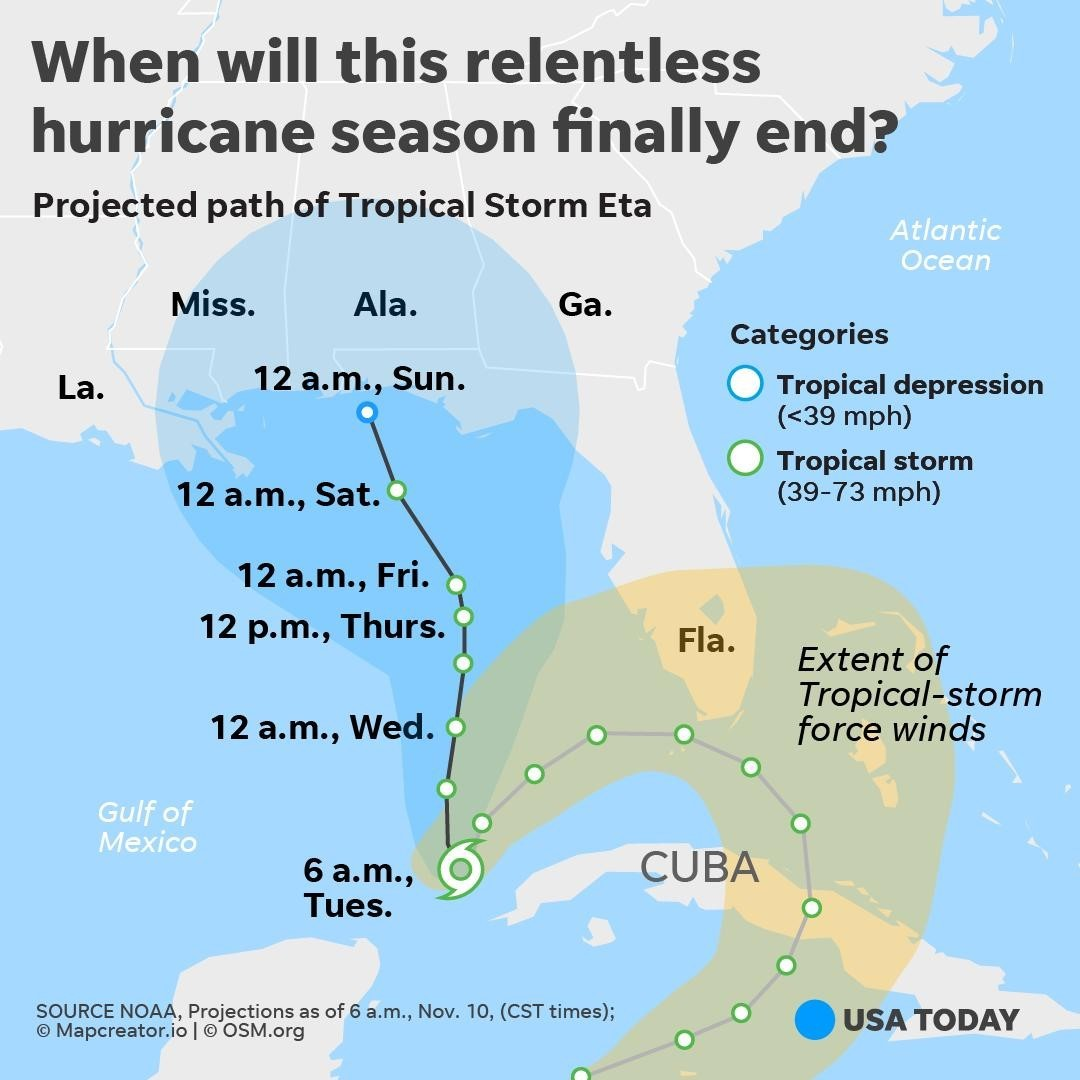 When will this relentless
hurricane season finally end?
Projected path of Tropical Storm Eta
Atlantic
Ocean
Miss.
Ala.
Ga.
La.
Categories
Tropical depression
(<39 mph)
Tropical storm
(39-73 mph)
12 a.m., Sun.
12 a.m., Sat.
12 a.m., Fri.
12 p.m., Thurs.
Fla.
Extent of
Tropical-storm
force winds
12 a.m., Wed.
Gulf of
Mexico
6 a.m.,
Tues.
CUBA
SOURCE NOAA, Projections as of 6 a.m., Nov. 10, (CST times);
© Mapcreator.io | © OSM.org
USA TODAY